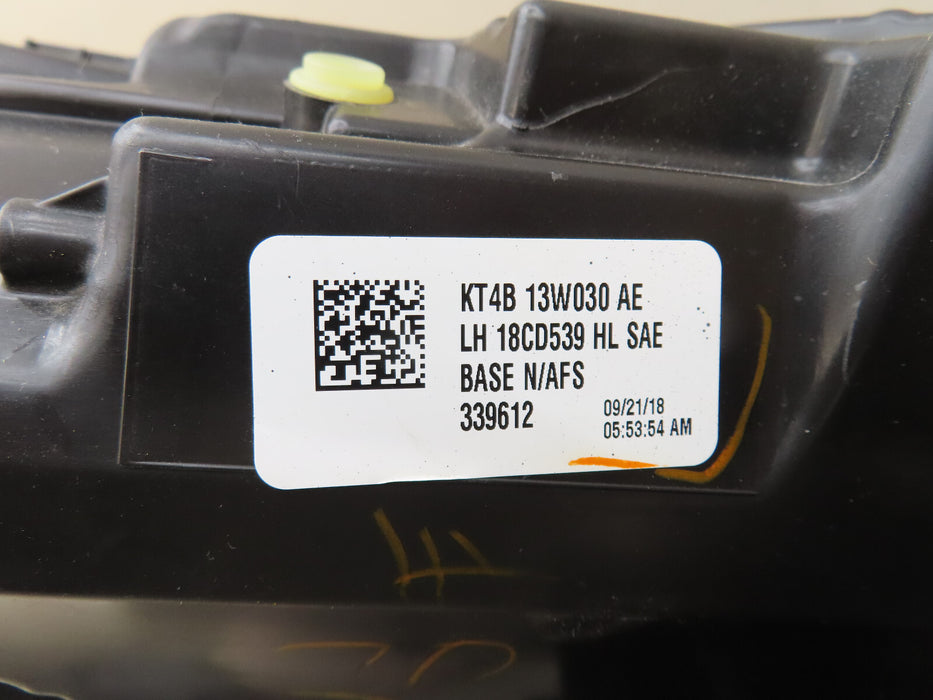 KT4B 13W030 AE
LH 18CD539 HL SAE
BASE N/AFS
339612
09/21/18
05:53:54 AM